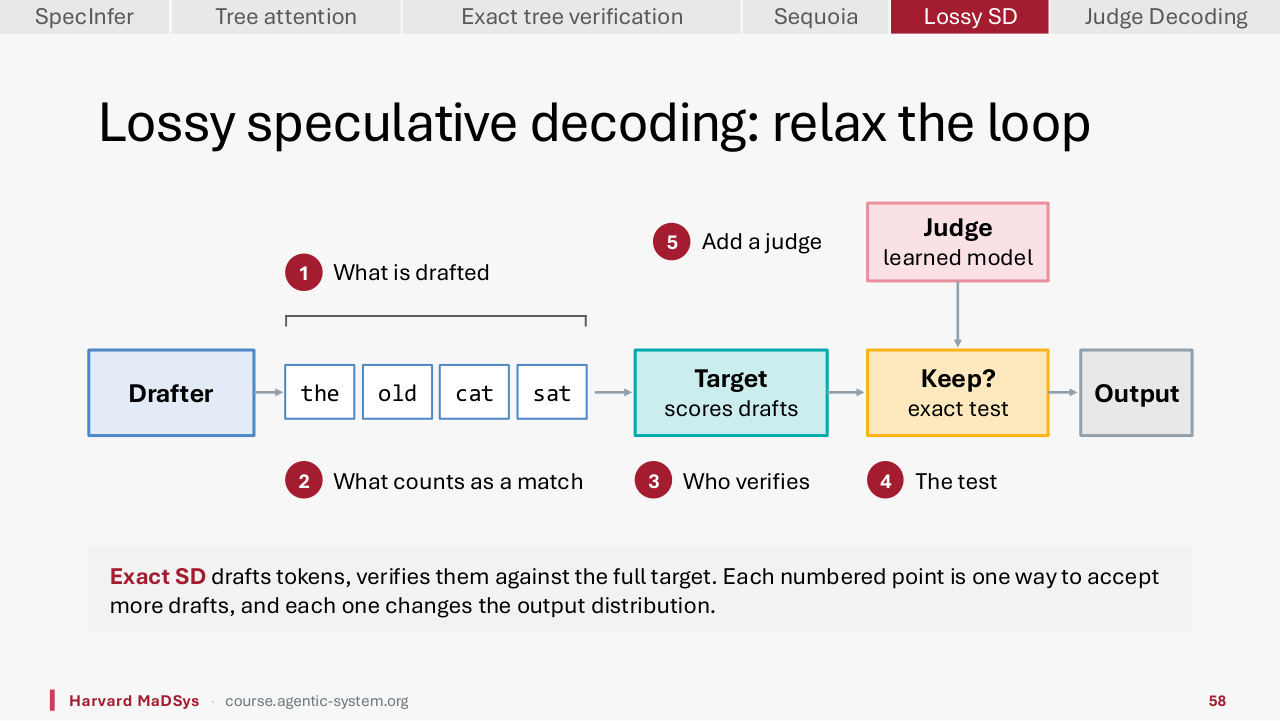 SpecInfer
Tree attention
Exact tree verification
Sequoia
Lossy SD
Judge Decoding
Lossy speculative decoding: relax the loop
Judge
learned model
5 Add a judge
1 What is drafted
Drafter
the
old
cat
sat
Target
scores drafts
Keep?
exact test
Output
2 What counts as a match
3 Who verifies
4 The test
Exact SD drafts tokens, verifies them against the full target. Each numbered point is one way to accept
more drafts, and each one changes the output distribution.
Harvard MaDSys · course.agentic-system.org
58